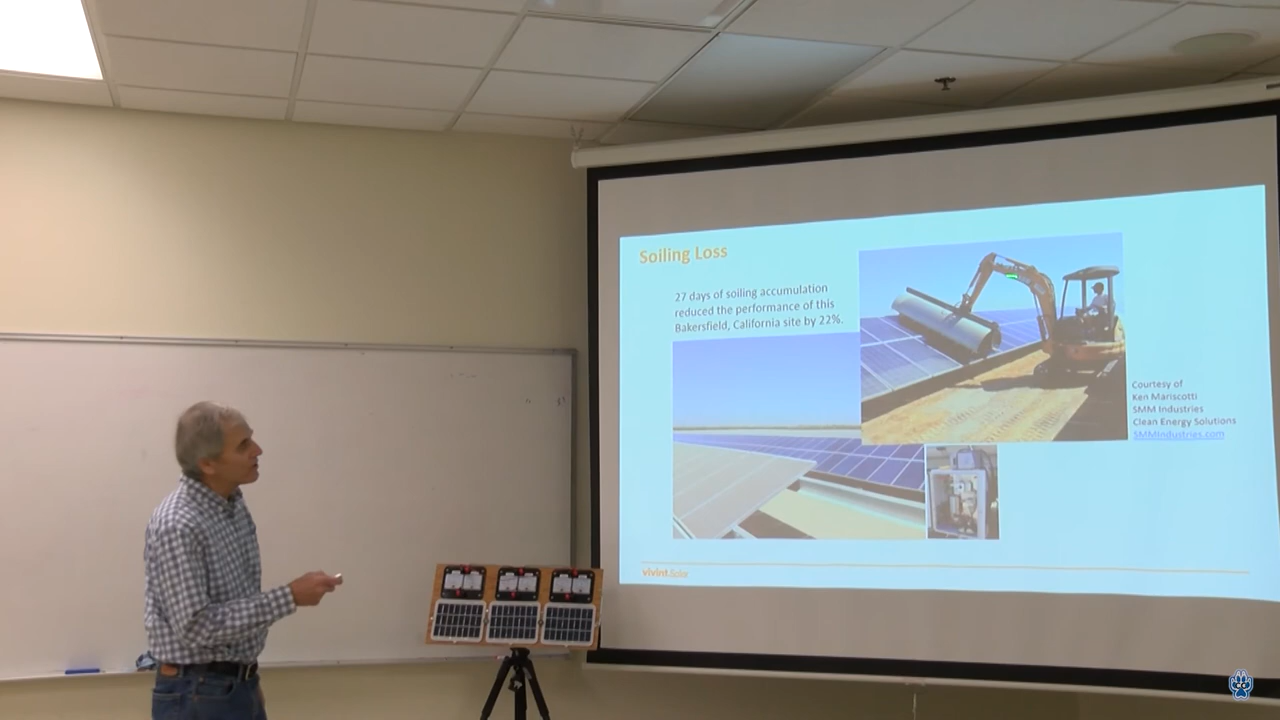 Soiling Loss
27 days of soiling accumulation
reduced the performance of this
Bakersfield, California site by 22%.
Courtesy of
Ken Mariscotti
SMM Industries
Clean Energy Solutions
SMMIndustries.com
vivint.Solar